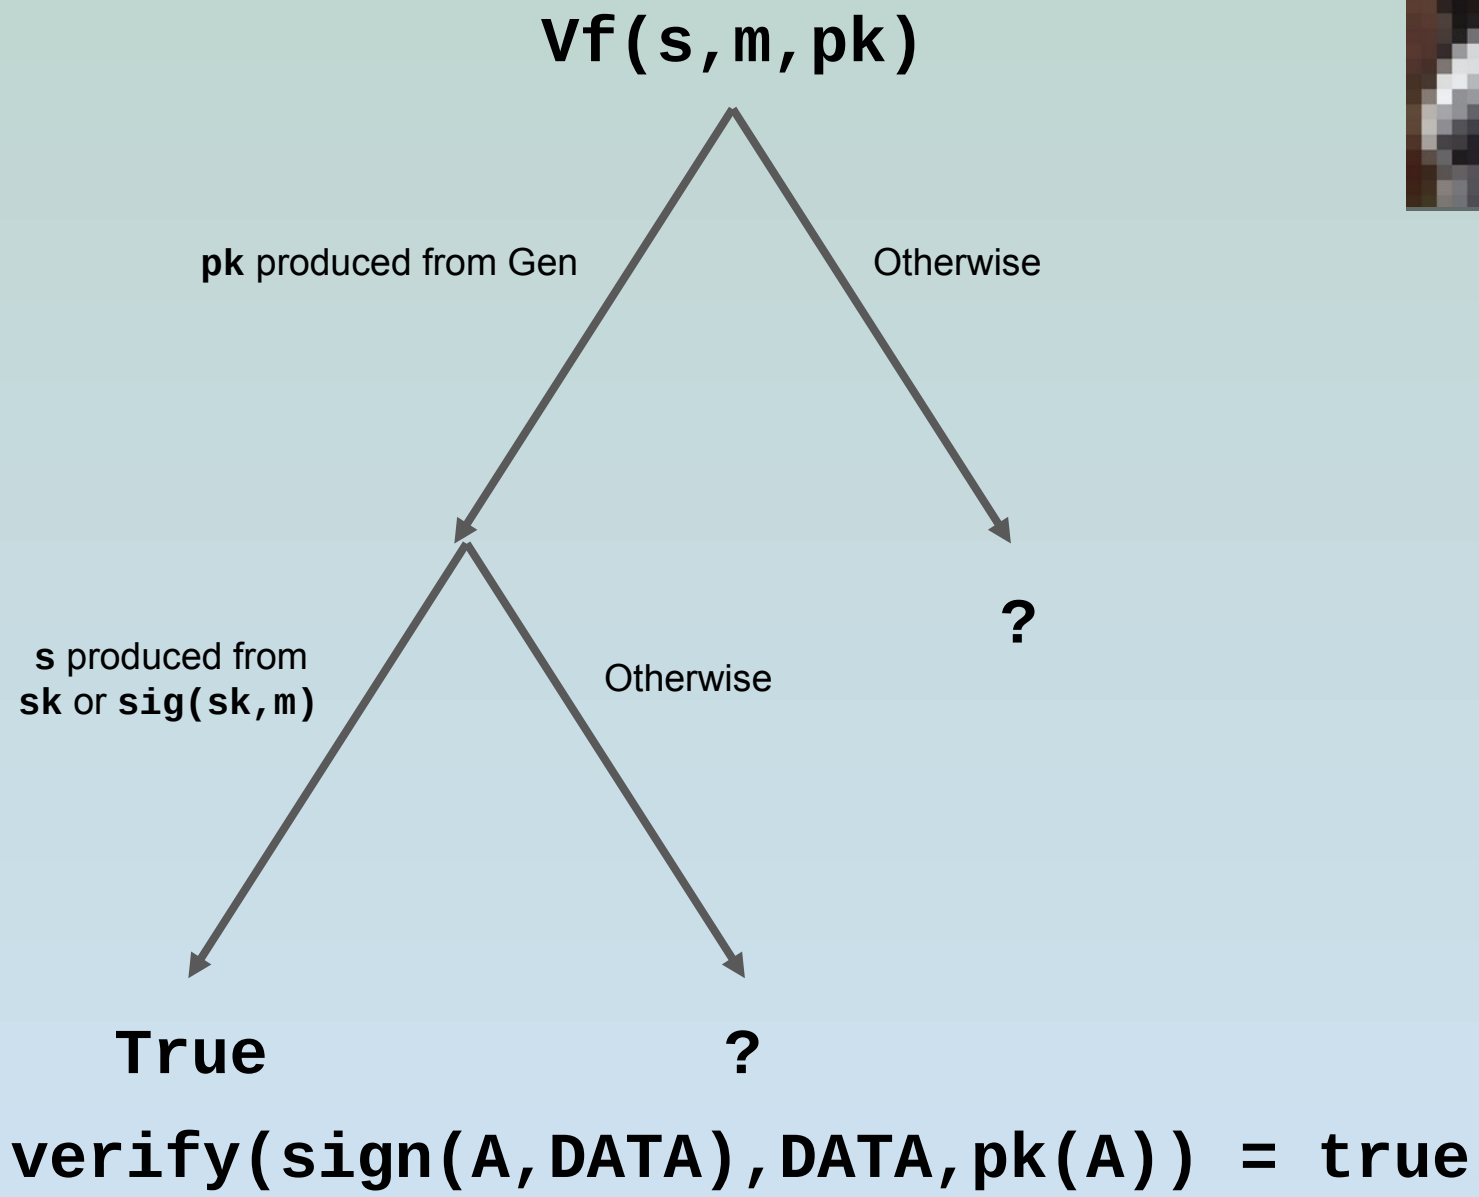 Vf(s,m,pk)
pk produced from Gen
Otherwise
?
s produced from
sk or sig(sk,m)
Otherwise
True
?
verify(sign(A,DATA),DATA,pk(A)) = true